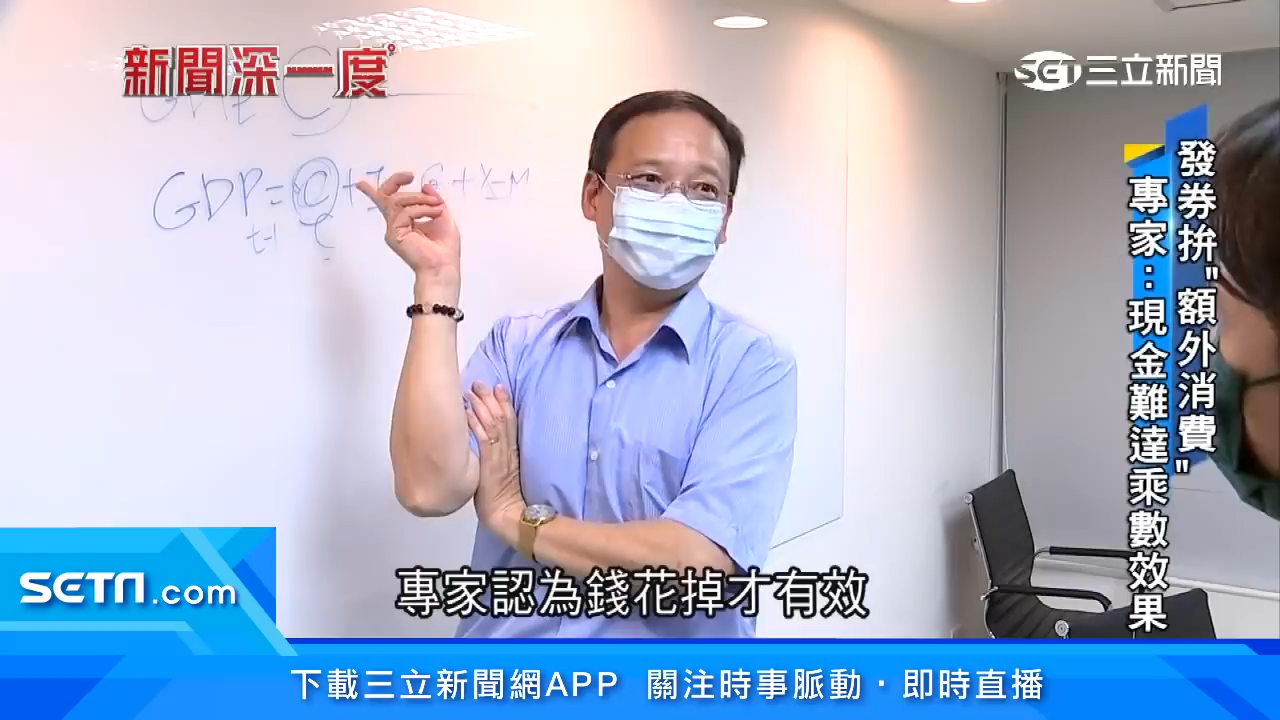 新聞深一度
SET三立新聞
GDP=C+I+G+X-M
t-1
發券拚"額外消費"
專家:現金難達乘數效果
專家認為錢花掉才有效
SETN.com
下載三立新聞網APP 關注時事脈動·即時直播